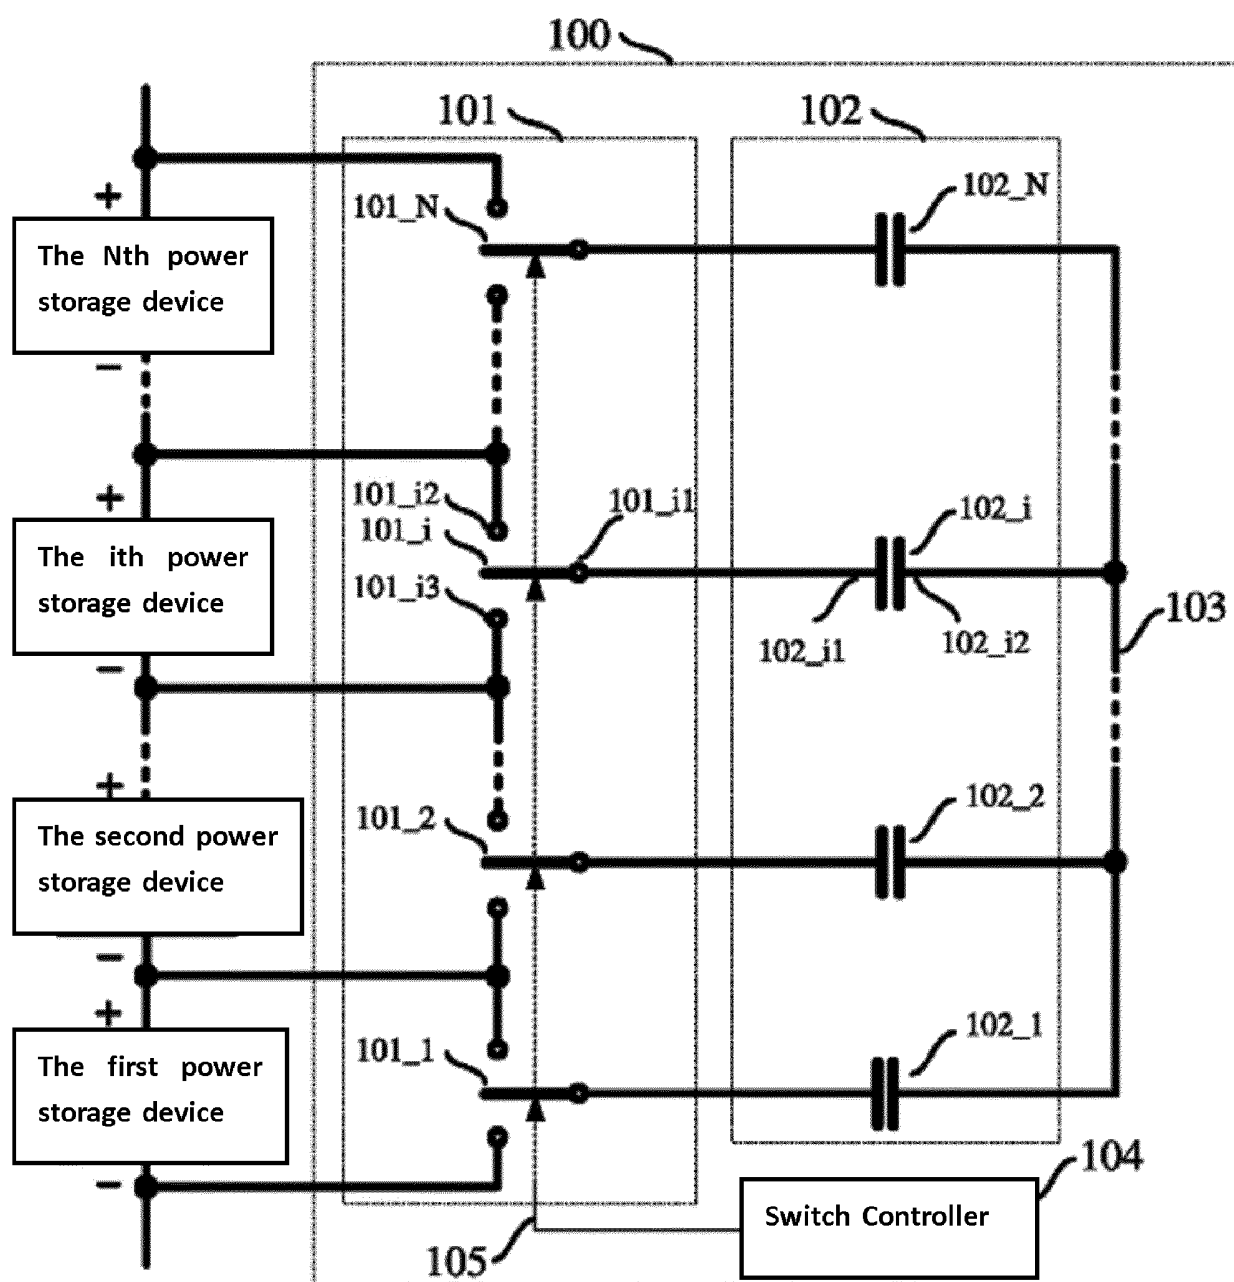 100
101
102
+
101_N
102_N
The Nth power
storage device
−
101_i2
+
101_i1
102_i
101_i
The ith power
storage device
101_i3
103
102_i1
102_i2
−
+
102_2
101_2
The second power
storage device
−
+
102_1
101_1
The first power
storage device
−
104
Switch Controller
105